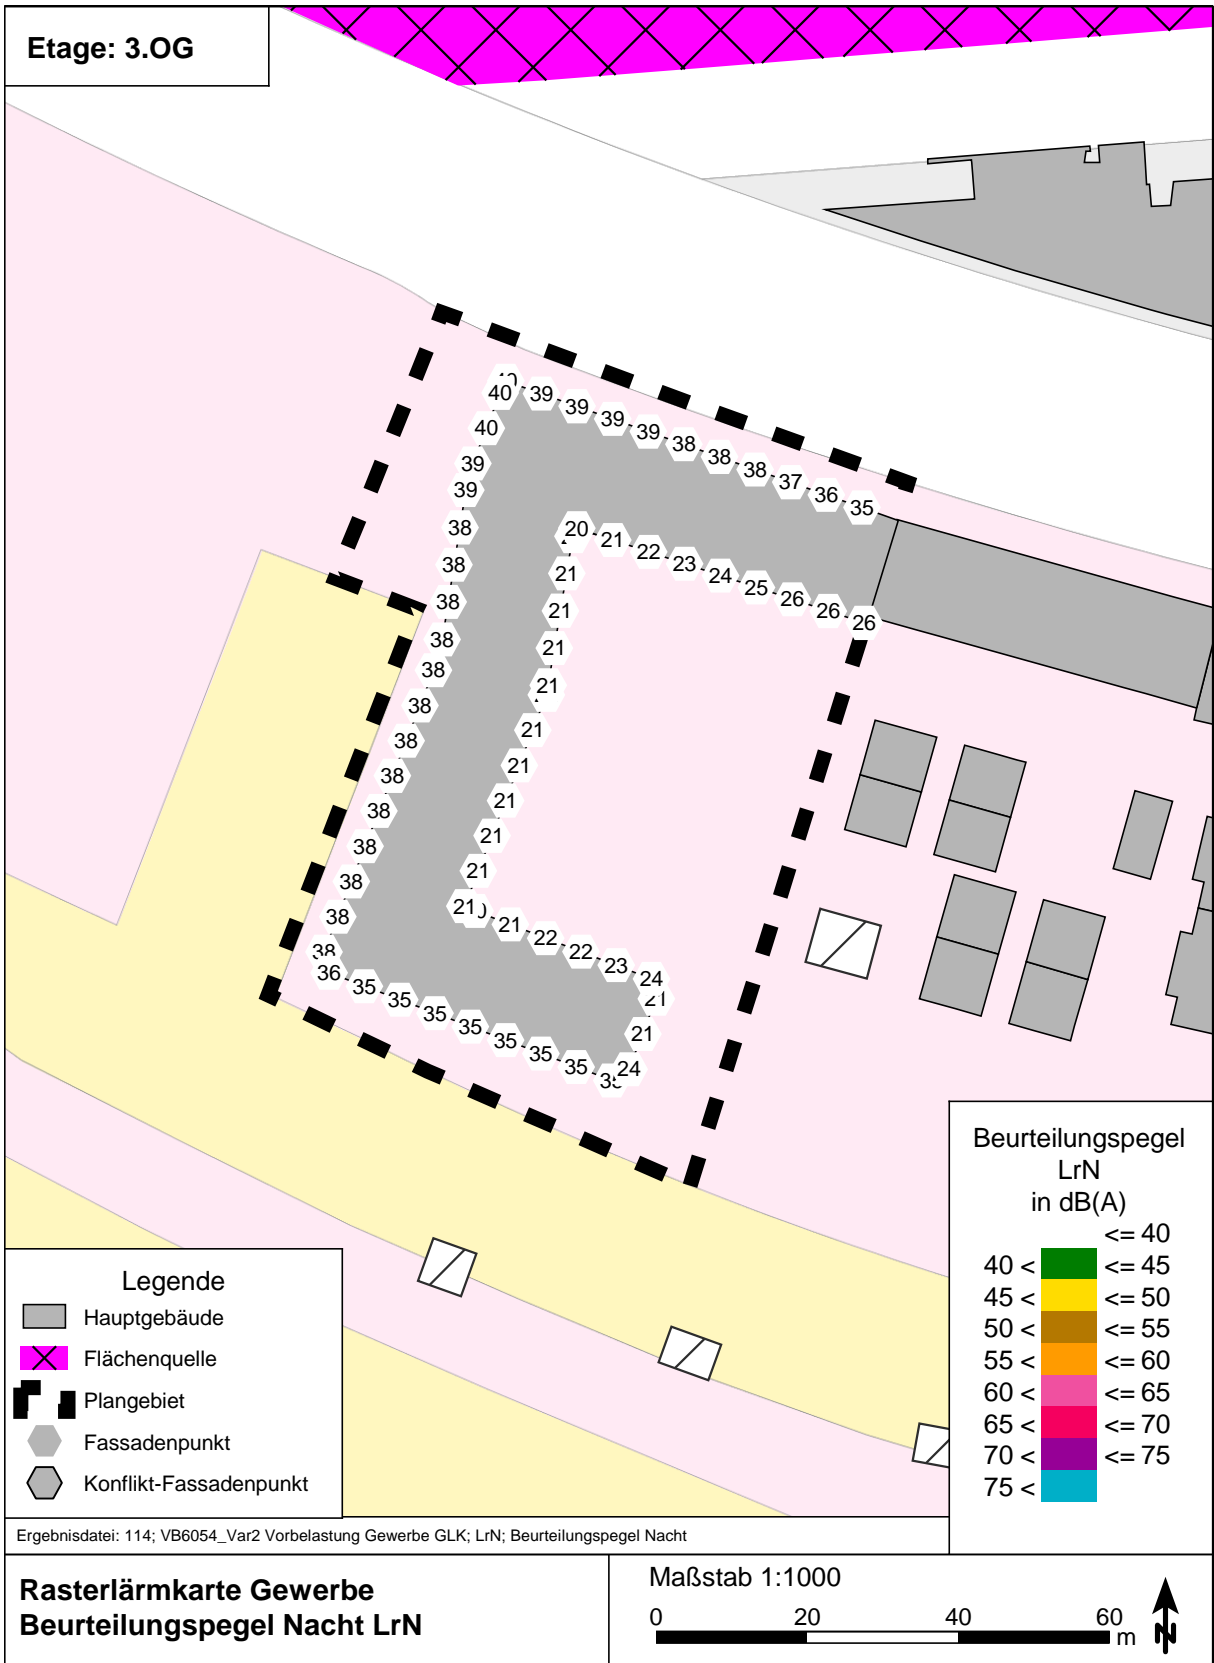 Etage: 3.OG
40
40 39 39 39 39 38 38 38 37 36 35
40
39
39
38
38
38
38
38
38
38
38
38
38
38
38
38
20 21 22 23 24 25 26 26 26
21
21
21
21
21
21
21
21
21
21 21 22 22 23 24
21
21
24
36 35 35 35 35 35 35 35 35
Beurteilungspegel
LrN
in dB(A)
<= 40
40 < <= 45
45 < <= 50
50 < <= 55
55 < <= 60
60 < <= 65
65 < <= 70
70 < <= 75
75 <
Legende
Hauptgebäude
Flächenquelle
Plangebiet
Fassadenpunkt
Konflikt-Fassadenpunkt
Ergebnisdatei: 114; VB6054_Var2 Vorbelastung Gewerbe GLK; LrN; Beurteilungspegel Nacht
Rasterlärmkarte Gewerbe
Beurteilungspegel Nacht LrN
Maßstab 1:1000
0 20 40 60
m
N